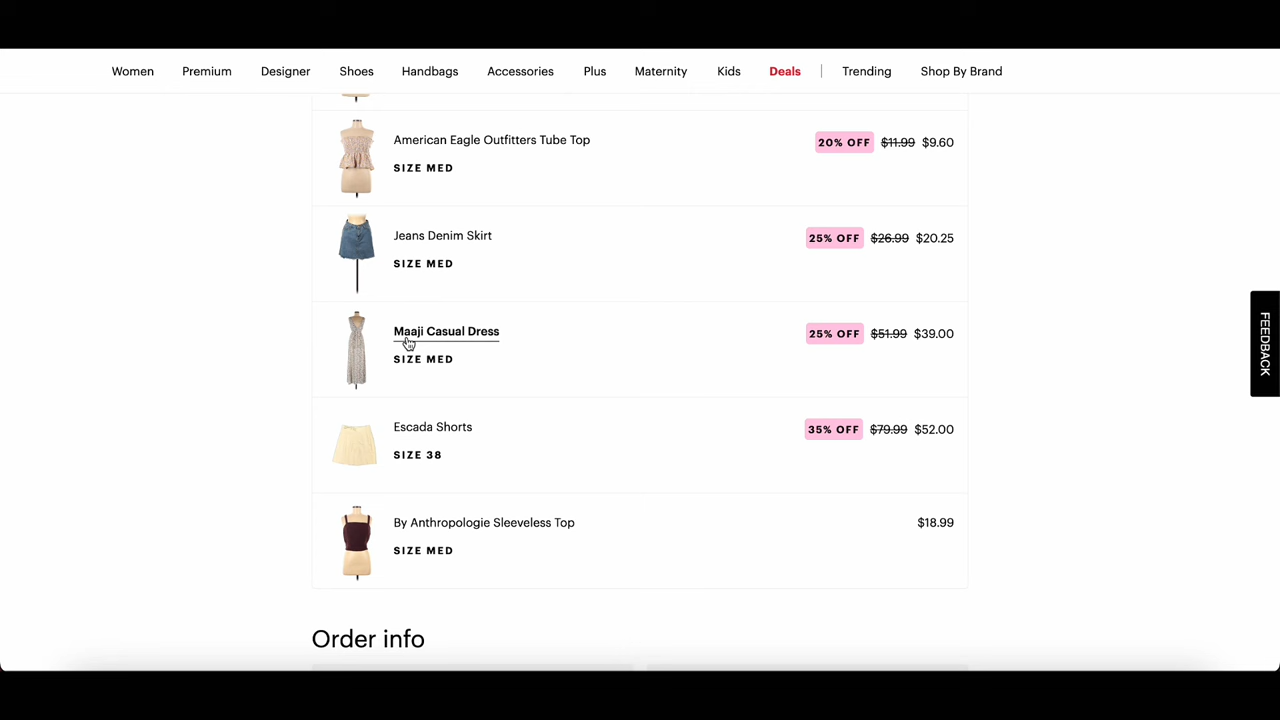 Women Premium Designer Shoes Handbags Accessories Plus Maternity Kids Deals Trending Shop By Brand
American Eagle Outfitters Tube Top
20% OFF $11.99 $9.60
SIZE MED
Jeans Denim Skirt
25% OFF $26.99 $20.25
SIZE MED
Maaji Casual Dress
25% OFF $51.99 $39.00
SIZE MED
Escada Shorts
35% OFF $79.99 $52.00
SIZE 38
By Anthropologie Sleeveless Top
$18.99
SIZE MED
Order info
FEEDBACK